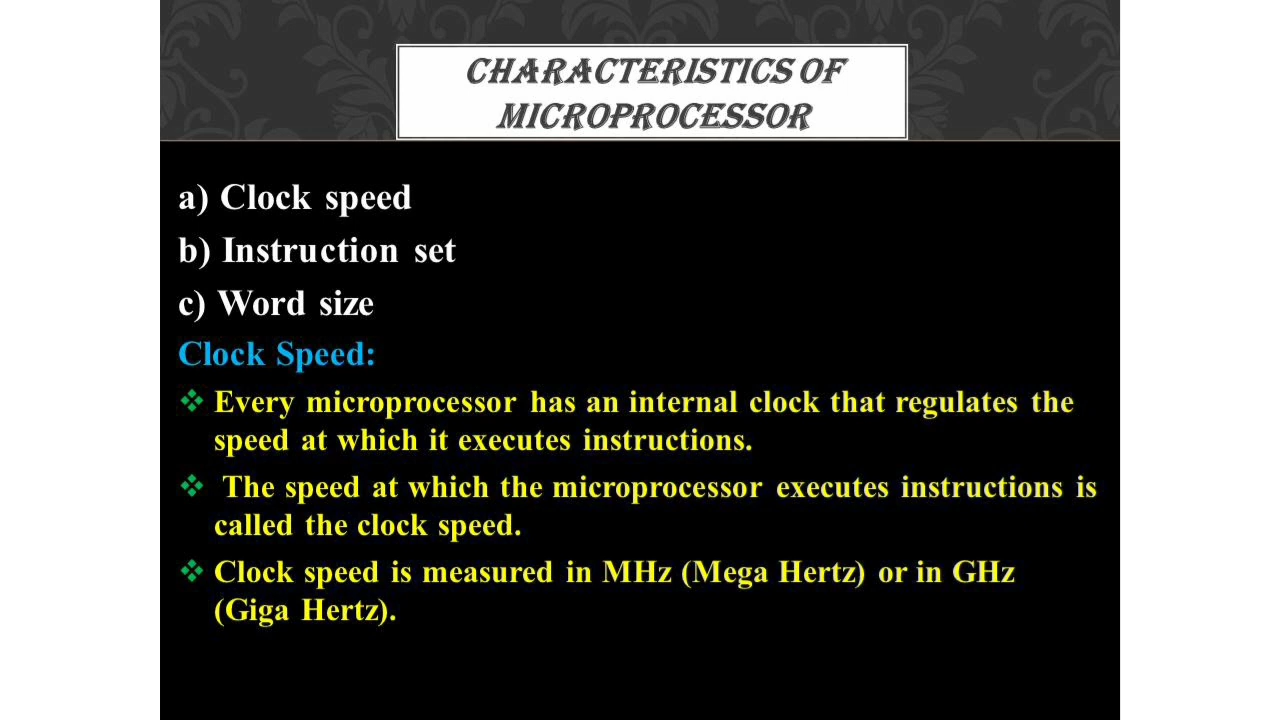 CHARACTERISTICS OF
MICROPROCESSOR
a) Clock speed
b) Instruction set
c) Word size
Clock Speed:
❖ Every microprocessor has an internal clock that regulates the
speed at which it executes instructions.
❖ The speed at which the microprocessor executes instructions is
called the clock speed.
❖ Clock speed is measured in MHz (Mega Hertz) or in GHz
(Giga Hertz).